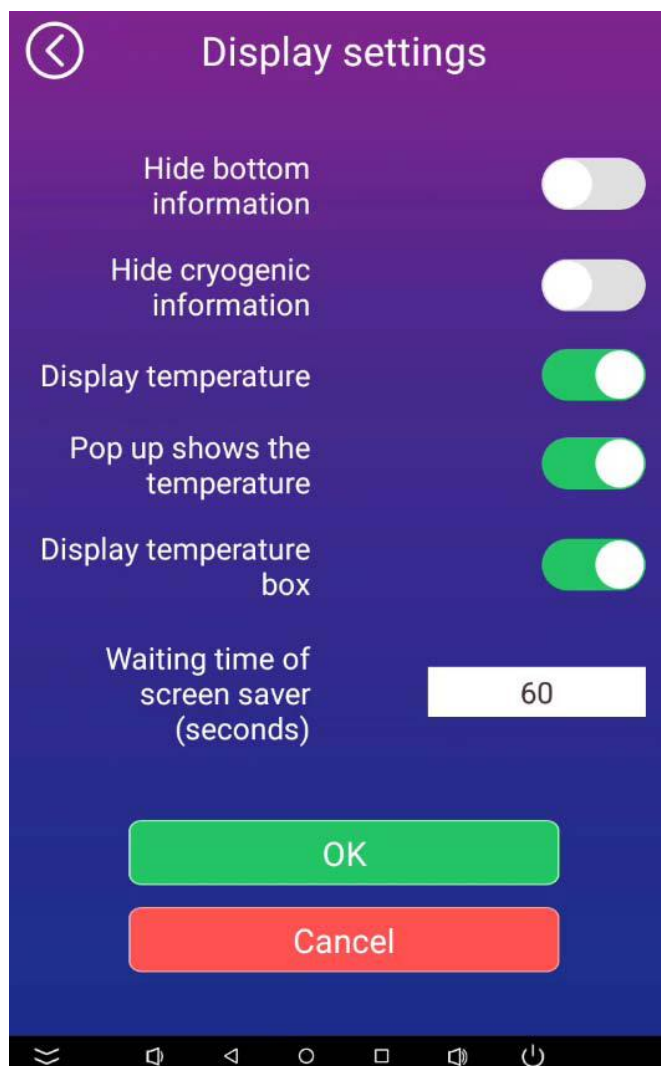 Display settings
Hide bottom
information
Hide cryogenic
information
Display temperature
Pop up shows the
temperature
Display temperature
box
Waiting time of
screen saver
(seconds)
60
OK
Cancel